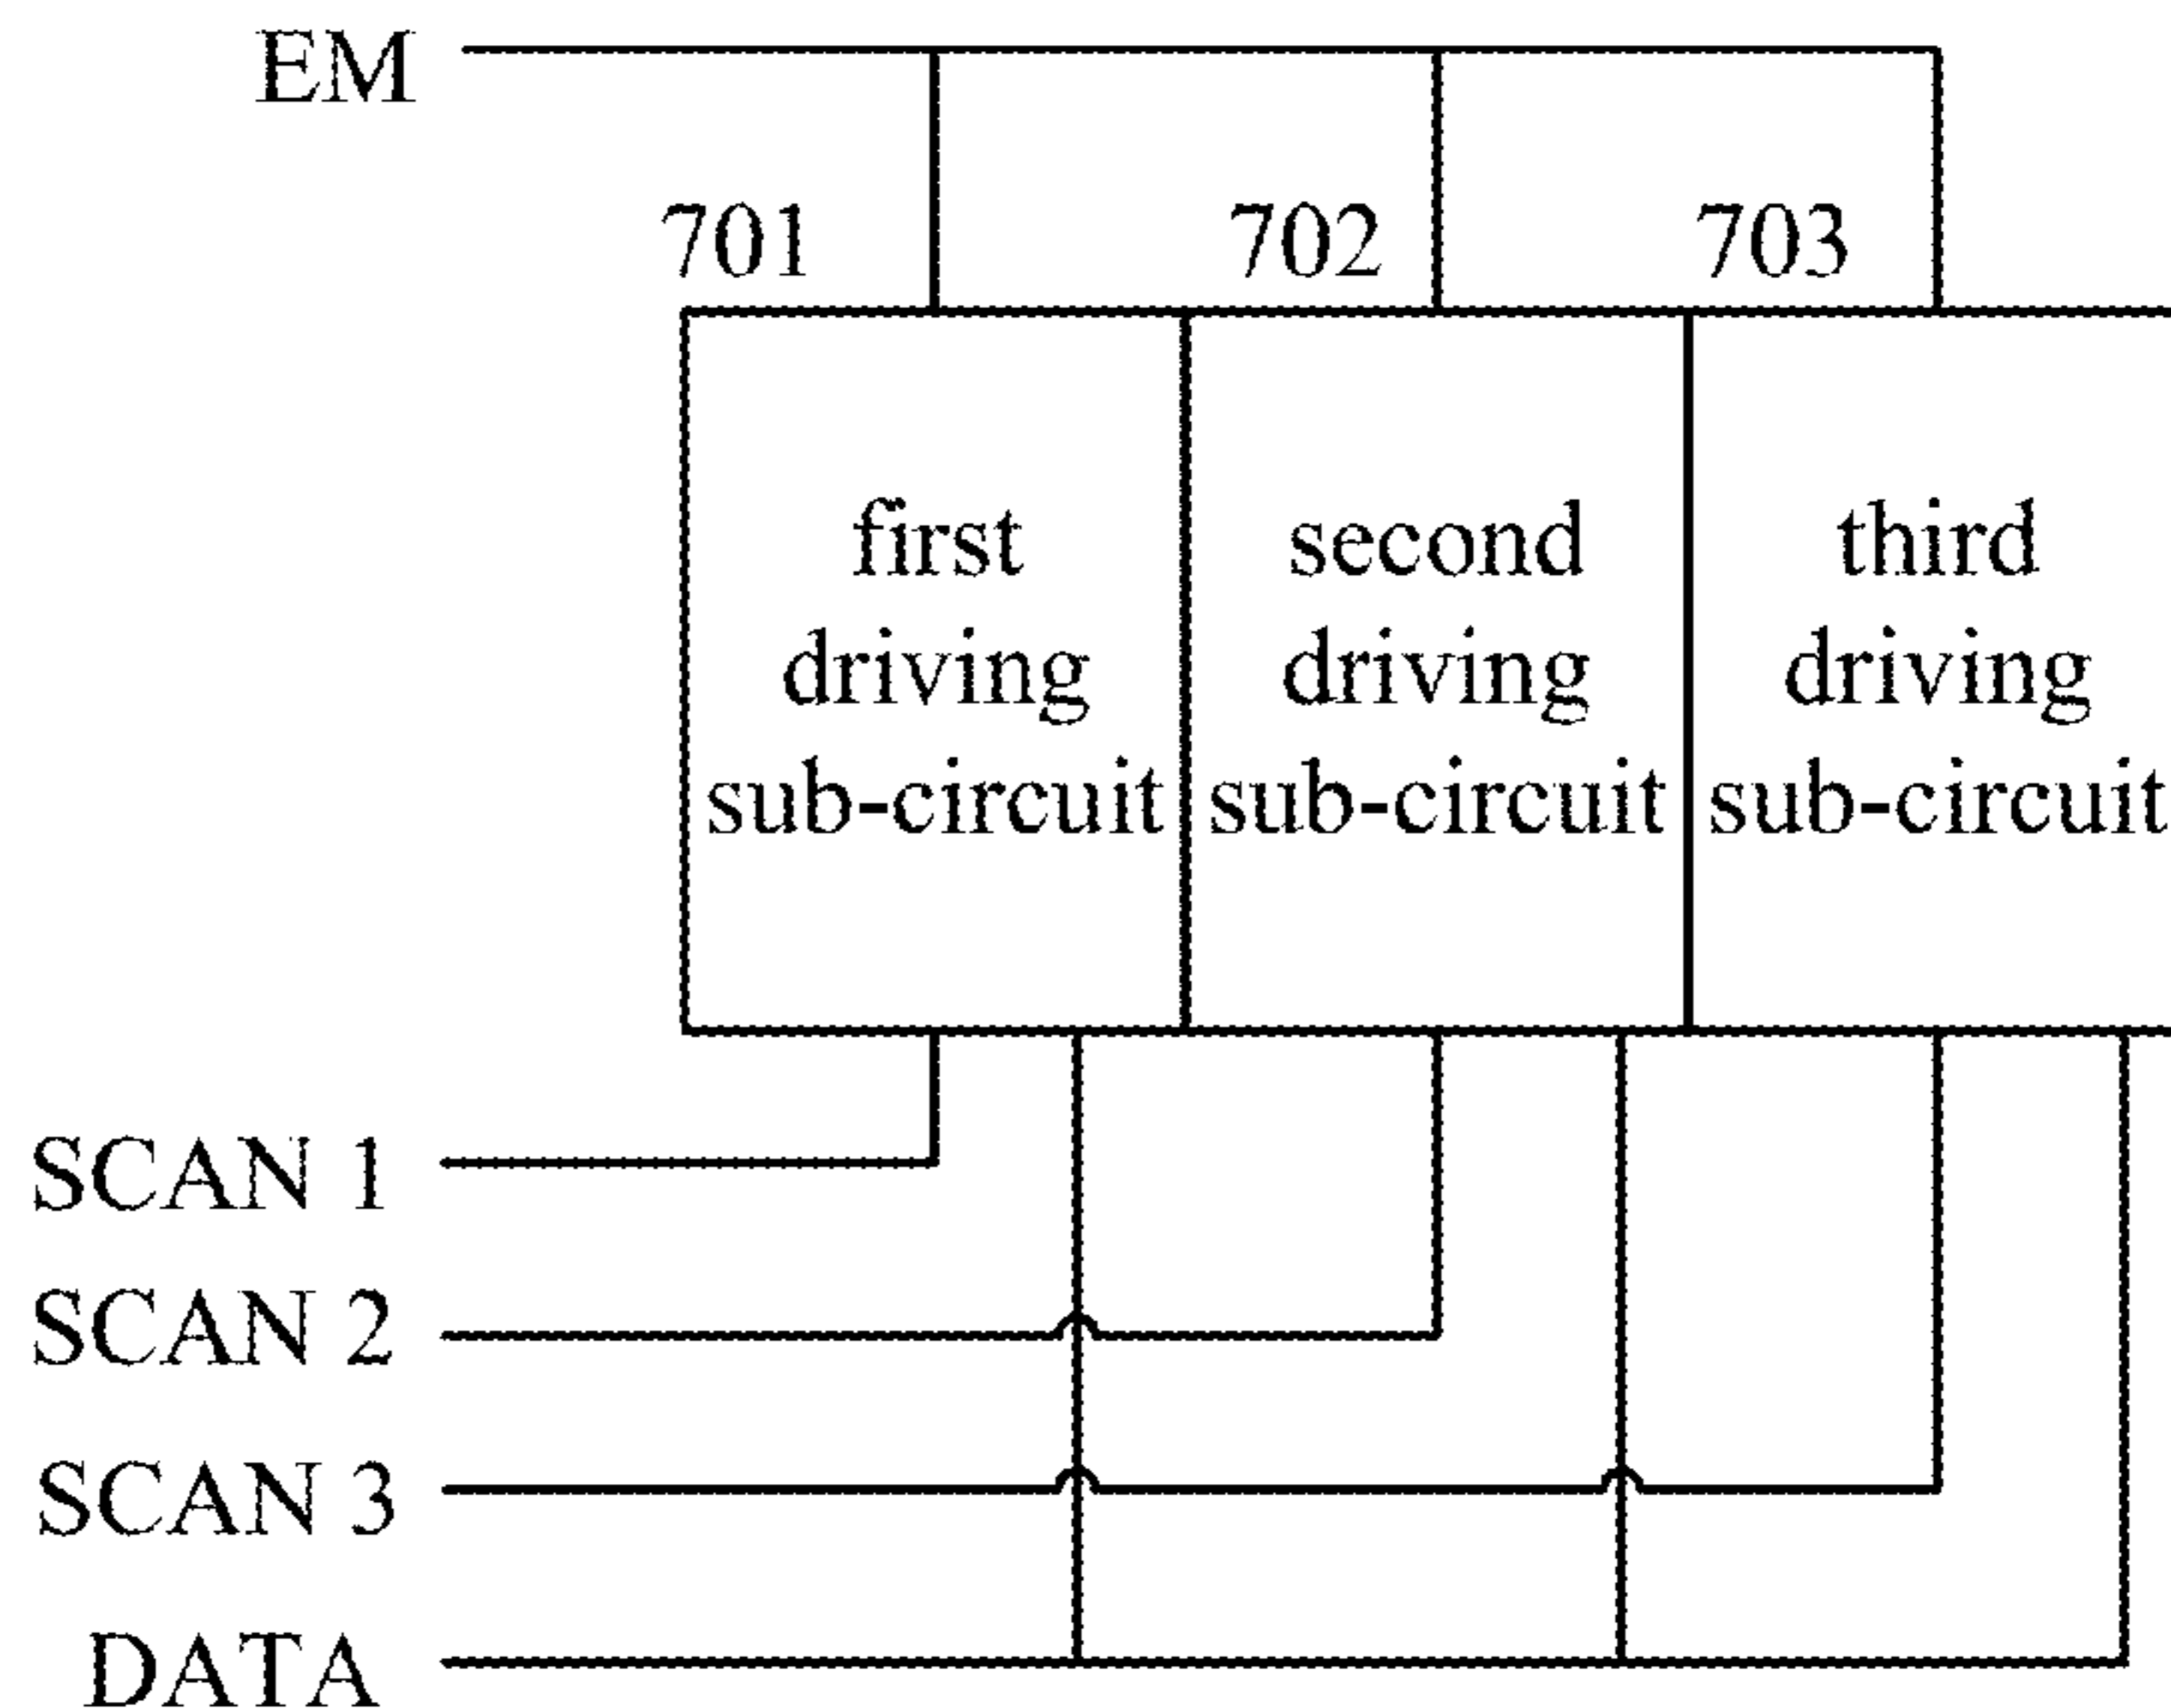 EM
701 702 703
first second third
driving driving driving
sub-circuit sub-circuit sub-circuit
SCAN 1
SCAN 2
SCAN 3
DATA